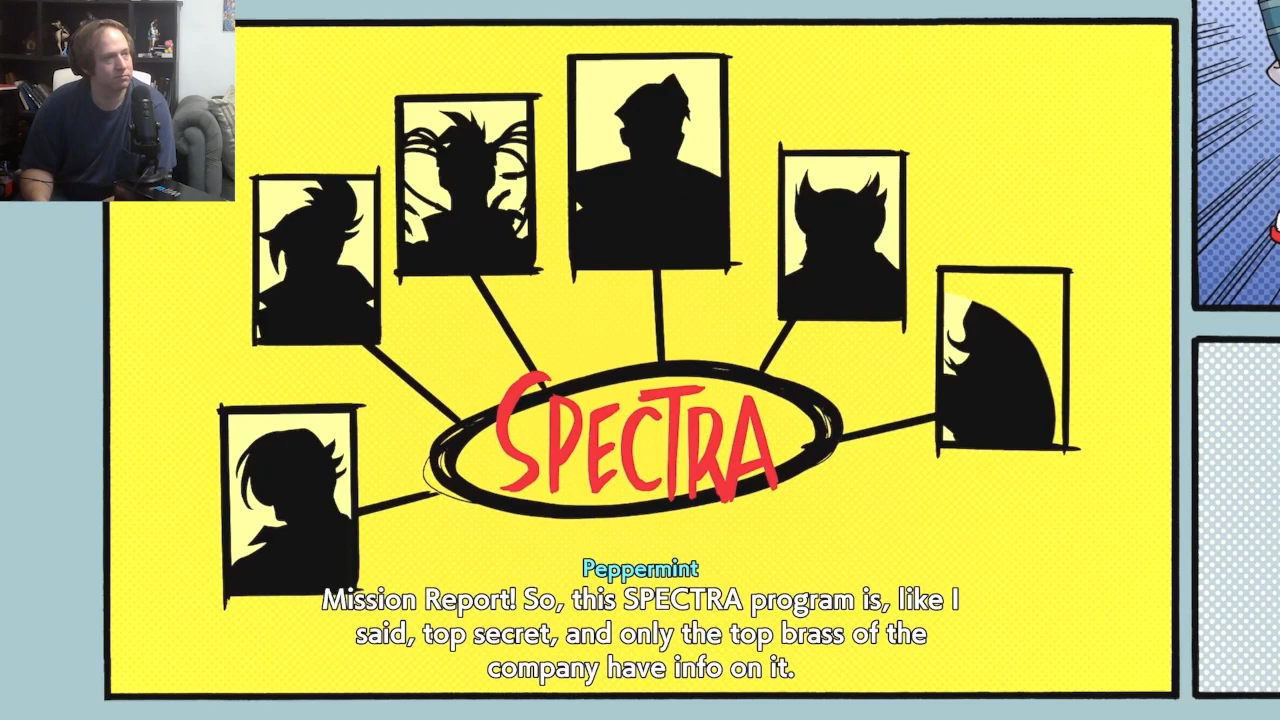 SPECTRA
Peppermint
Mission Report! So, this SPECTRA program is, like I
said, top secret, and only the top brass of the
company have info on it.